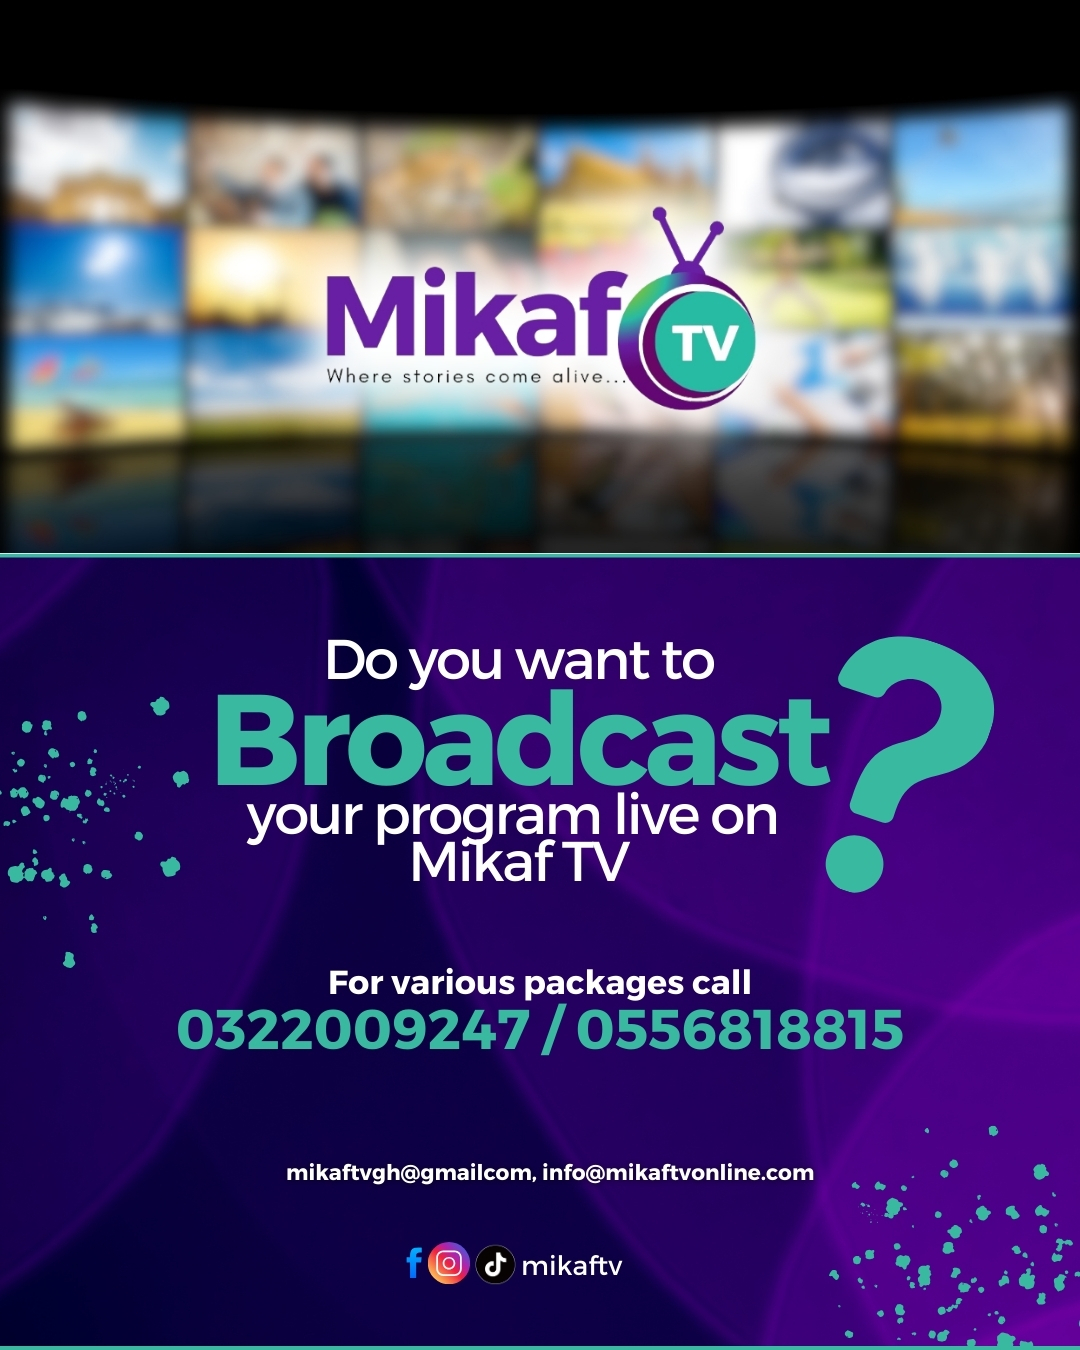 Mikaf TV
Where stories come alive...
Do you want to
Broadcast?
your program live on
Mikaf TV
For various packages call
0322009247 / 0556818815
mikaftvgh@gmailcom, info@mikaftvonline.com
f mikaftv